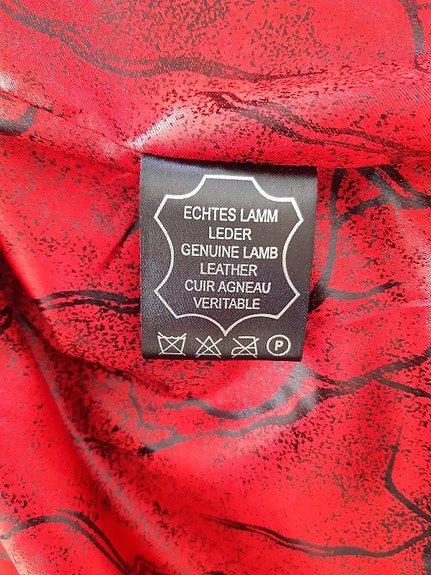 ECHTES LAMM
LEDER
GENUINE LAMB
LEATHER
CUIR AGNEAU
VERITABLE
P